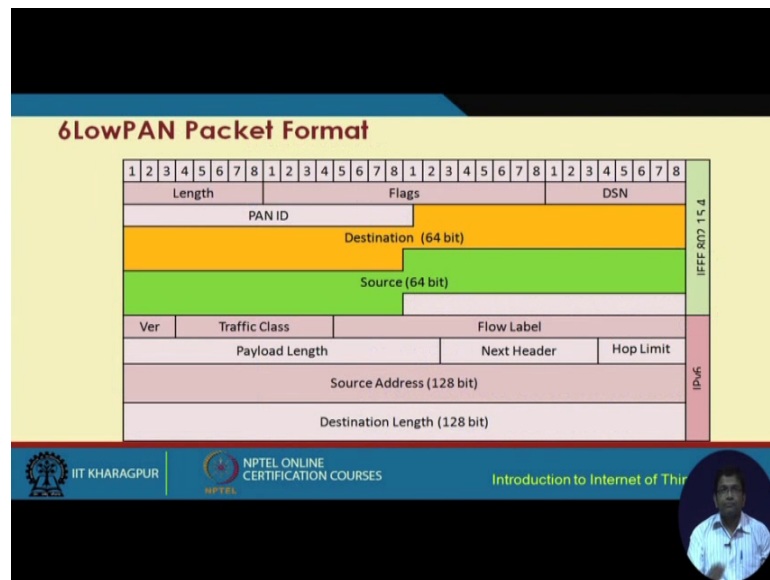 6LowPAN Packet Format
1 2 3 4 5 6 7 8 1 2 3 4 5 6 7 8 1 2 3 4 5 6 7 8 1 2 3 4 5 6 7 8
Length Flags DSN
PAN ID
Destination (64 bit)
Source (64 bit)
IEEE 802.15.4
Ver Traffic Class Flow Label
Payload Length Next Header Hop Limit
Source Address (128 bit)
Destination Length (128 bit)
IPv6
IIT KHARAGPUR
NPTEL
NPTEL ONLINE
CERTIFICATION COURSES
Introduction to Internet of Thin